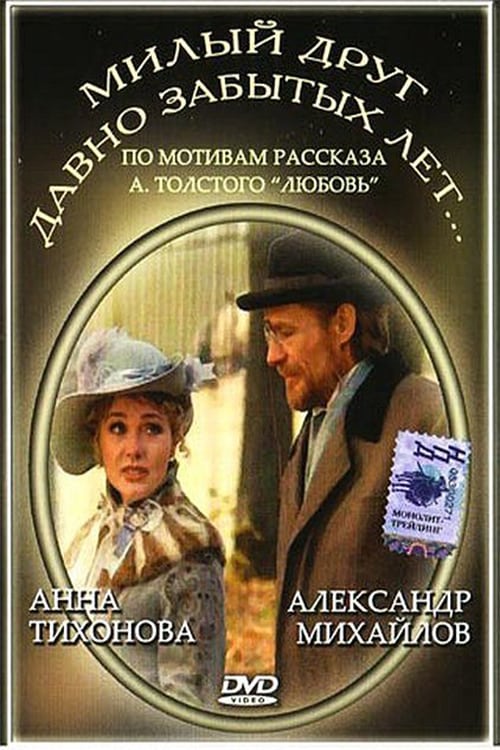 МИЛЫЙ ДРУГ
ДАВНО ЗАБЫТЫХ ЛЕТ...
ПО МОТИВАМ РАССКАЗА
А. ТОЛСТОГО "ЛЮБОВЬ"
МОНОЛИТ-
ТРЕЙДИНГ
АННА
ТИХОНОВА
АЛЕКСАНДР
МИХАЙЛОВ
DVD
VIDEO